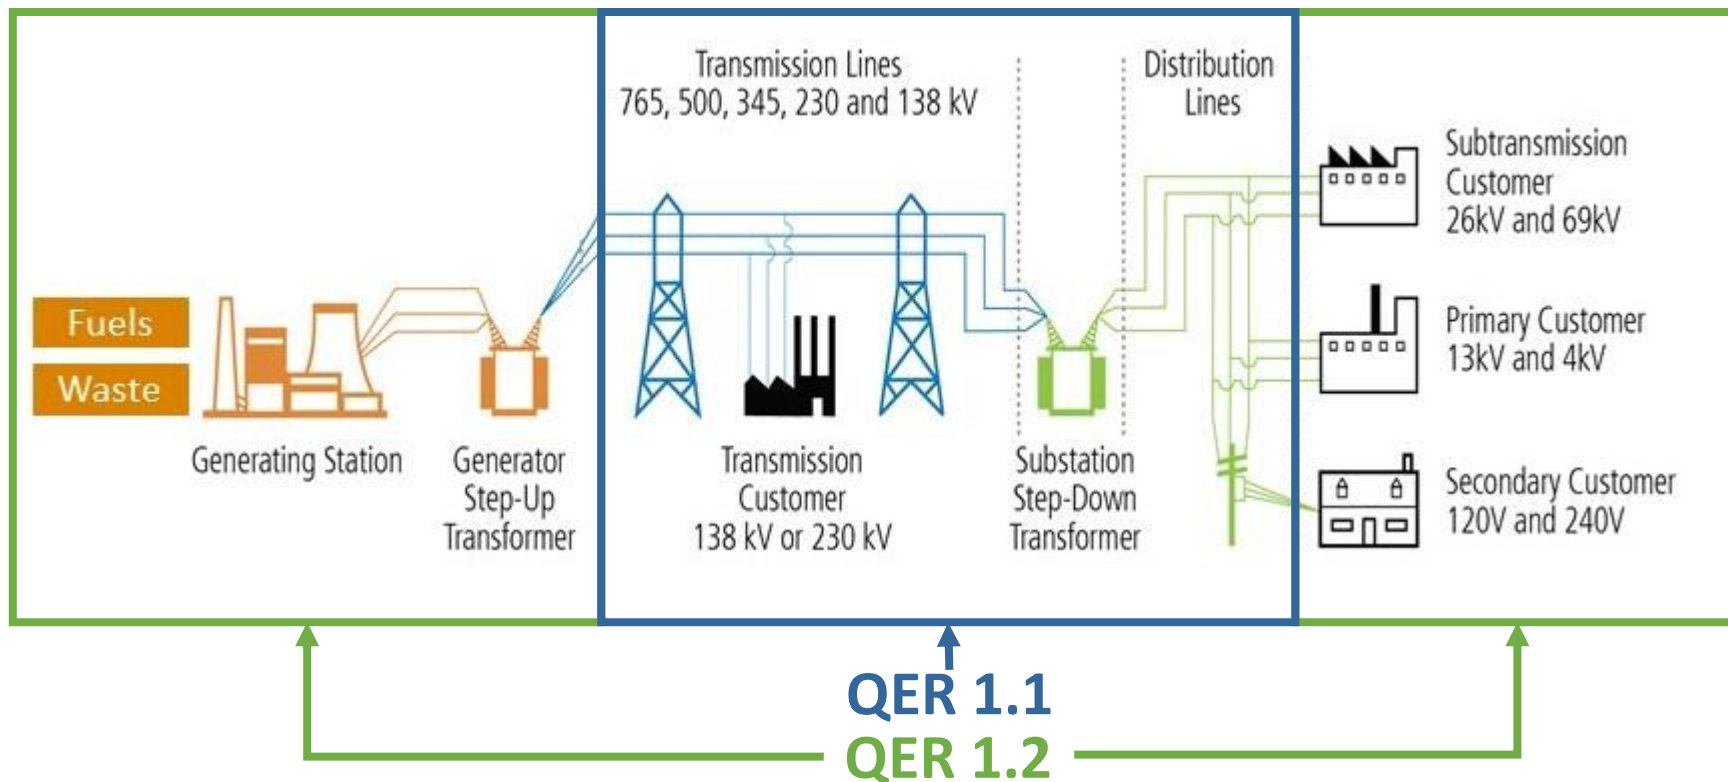 Transmission Lines
765, 500, 345, 230 and 138 kV
Distribution
Lines
Subtransmission
Customer
26kV and 69kV
Fuels
Waste
Primary Customer
13kV and 4kV
Generating Station
Generator
Step-Up
Transformer
Transmission
Customer
138 kV or 230 kV
Substation
Step-Down
Transformer
Secondary Customer
120V and 240V
QER 1.1
QER 1.2